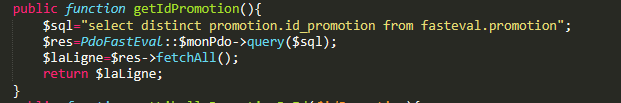 public function getIdPromotion(){
$sql="select distinct promotion.id_promotion from fasteval.promotion";
$res=PdoFastEval::$monPdo->query($sql);
$laLigne=$res->fetchAll();
return $laLigne;
}